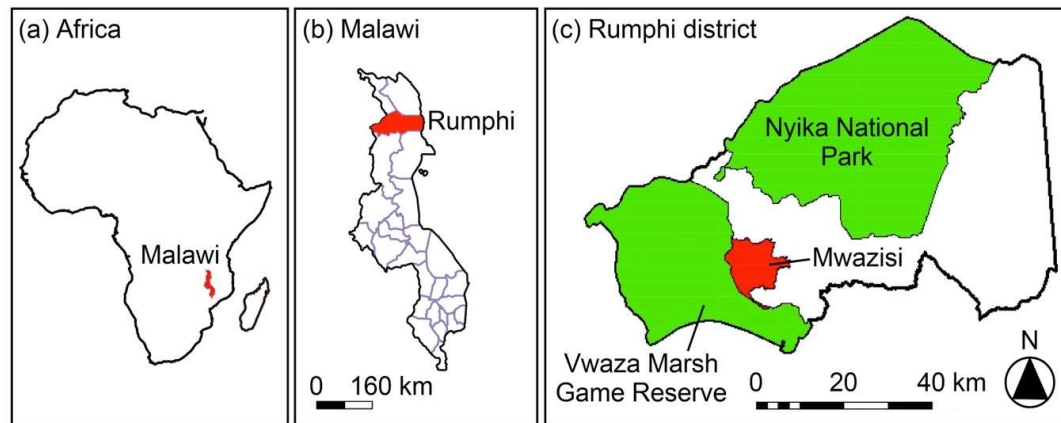 (a) Africa
Malawi
(b) Malawi
Rumphi
0 160 km
(c) Rumphi district
Nyika National
Park
Mwazisi
Vwaza Marsh
Game Reserve
0 20 40 km
N